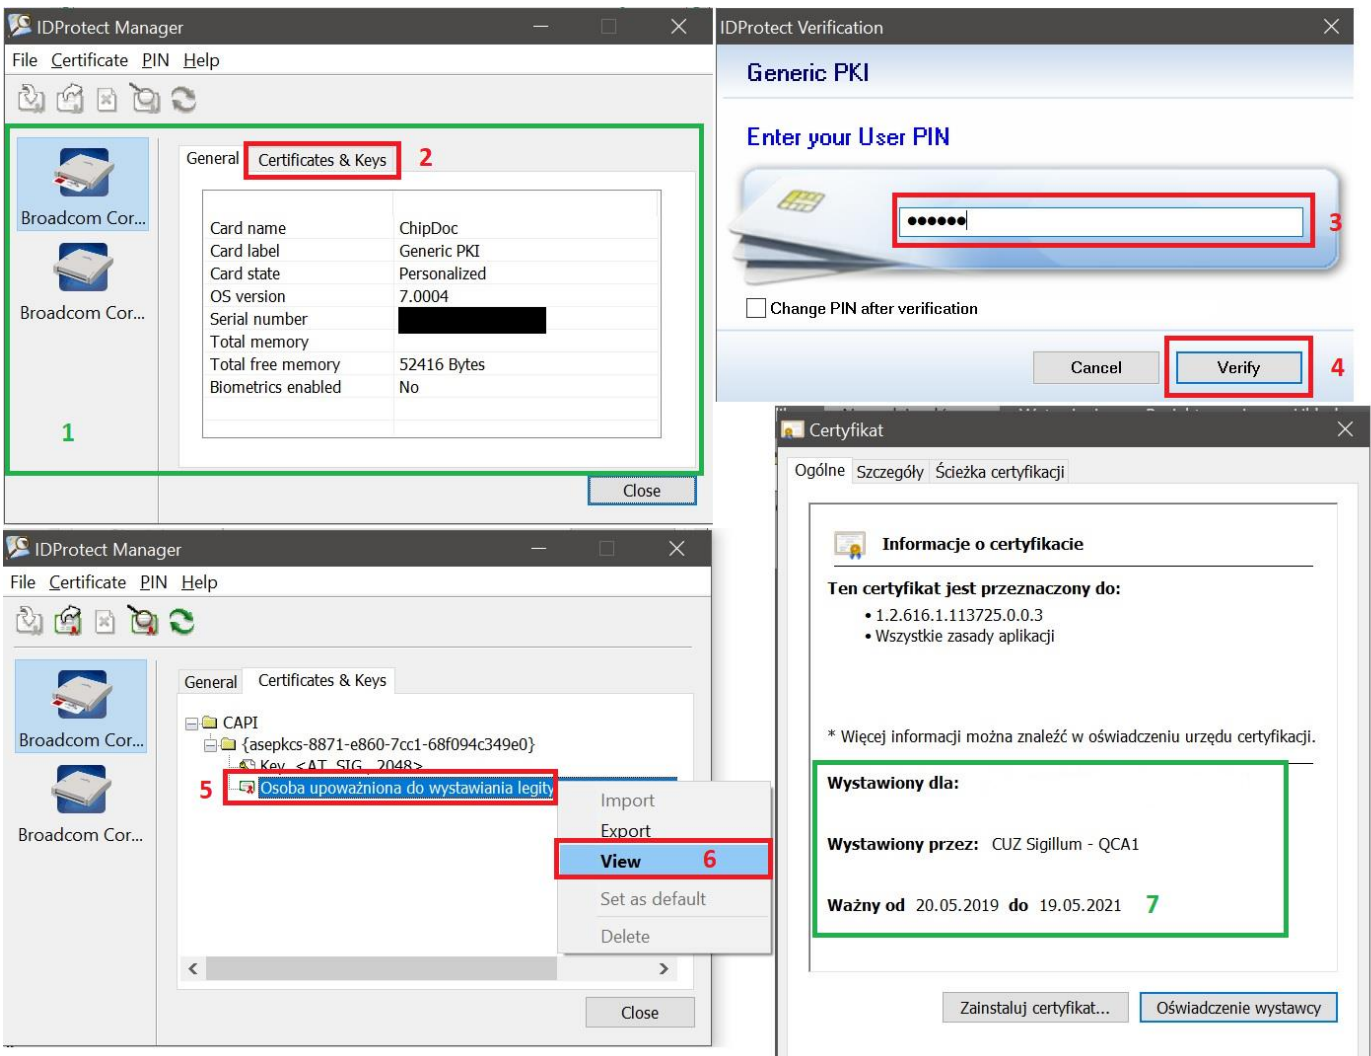 IDProtect Manager
File Certificate PIN Help
Broadcom Cor...
Broadcom Cor...
General Certificates & Keys 2
Card name ChipDoc
Card label Generic PKI
Card state Personalized
OS version 7.0004
Serial number
Total memory
Total free memory 52416 Bytes
Biometrics enabled No
1
Close
IDProtect Verification
Generic PKI
Enter your User PIN
3
Change PIN after verification
Cancel Verify 4
IDProtect Manager
File Certificate PIN Help
Broadcom Cor...
Broadcom Cor...
General Certificates & Keys
CAPI
{asepkcs-8871-e860-7cc1-68f094c349e0}
Key <AT_SIG, 2048>
5 Osoba upoważniona do wystawiania legity
Import
Export
View 6
Set as default
Delete
Close
Certyfikat
Ogólne Szczegóły Ścieżka certyfikacji
Informacje o certyfikacie
Ten certyfikat jest przeznaczony do:
• 1.2.616.1.113725.0.0.3
• Wszystkie zasady aplikacji
* Więcej informacji można znaleźć w oświadczeniu urzędu certyfikacji.
Wystawiony dla:
Wystawiony przez: CUZ Sigillum - QCA1
Ważny od 20.05.2019 do 19.05.2021 7
Zainstaluj certyfikat... Oświadczenie wystawcy